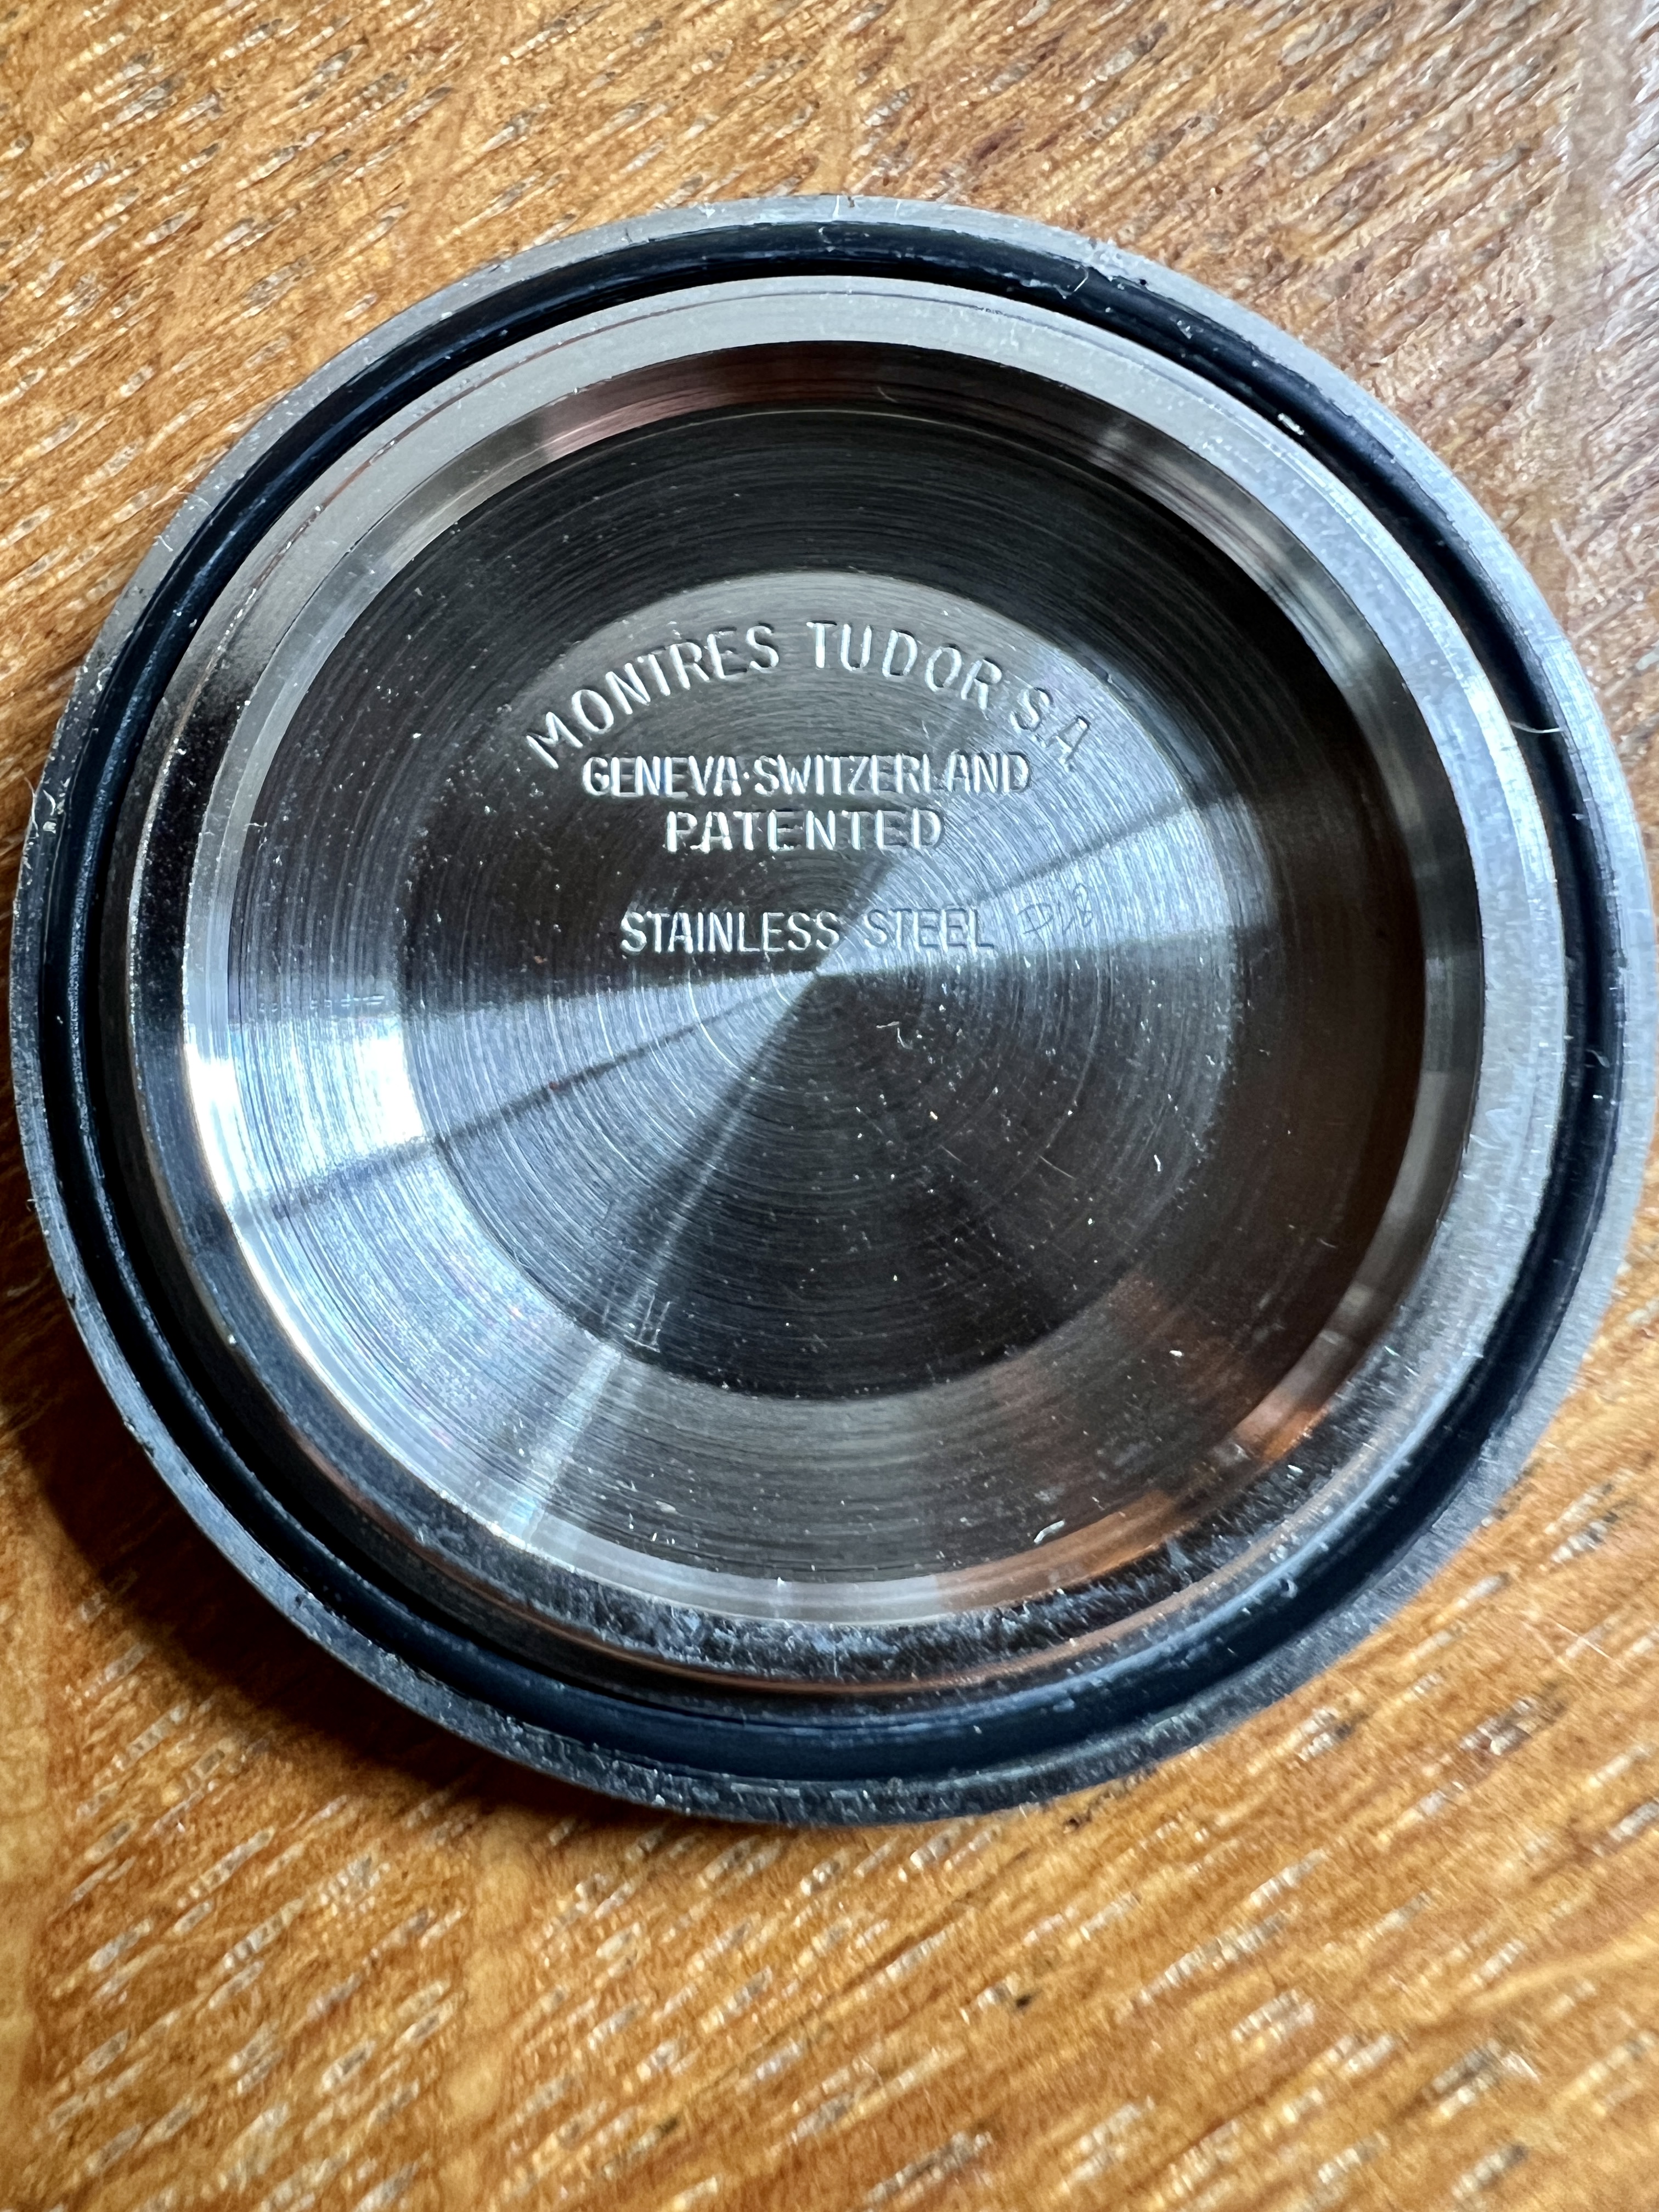 MONTRES TUDOR S.A
GENEVA·SWITZERLAND
PATENTED
STAINLESS STEEL